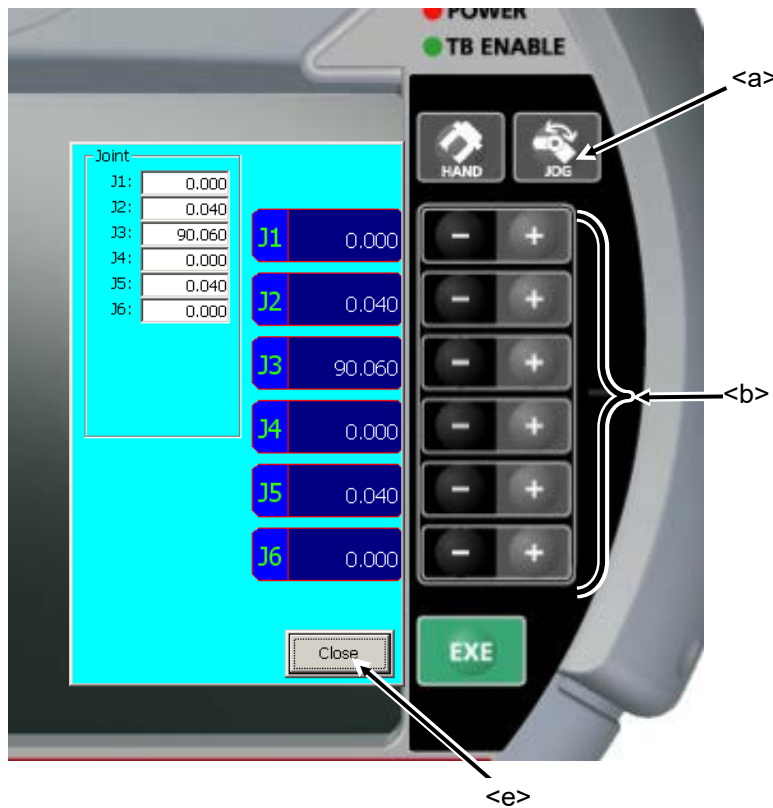 POWER
TB ENABLE
<a>
HAND
JOG
Joint
J1: 0.000
J2: 0.040
J3: 90.060
J4: 0.000
J5: 0.040
J6: 0.000
J1 0.000
- +
J2 0.040
- +
J3 90.060
- +
<b>
J4 0.000
- +
J5 0.040
- +
J6 0.000
- +
Close
EXE
<e>